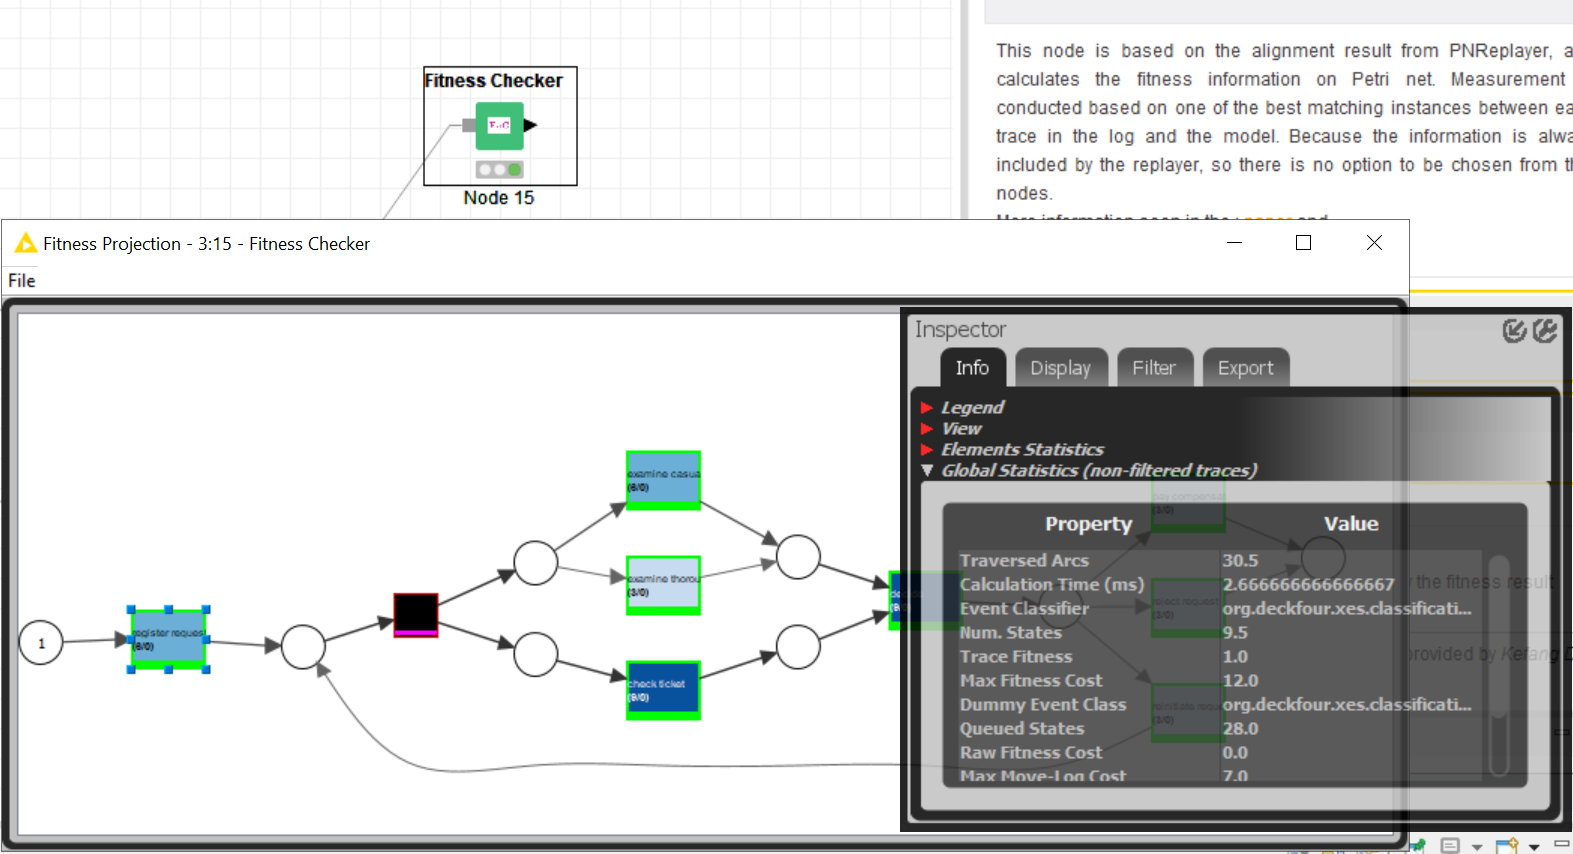 Fitness Checker
Node 15
This node is based on the alignment result from PNReplayer, a
calculates the fitness information on Petri net. Measurement
conducted based on one of the best matching instances between ea
trace in the log and the model. Because the information is alwa
included by the replayer, so there is no option to be chosen from th
nodes.
Fitness Projection - 3:15 - Fitness Checker
File
1
register reques
(6/0)
examine casua
(6/0)
examine thorou
(3/0)
check ticket
(9/0)
Inspector
Info Display Filter Export
Legend
View
Elements Statistics
Global Statistics (non-filtered traces)
Property Value
Traversed Arcs 30.5
Calculation Time (ms) 2.6666666666666667
Event Classifier org.deckfour.xes.classificati...
Num. States 9.5
Trace Fitness 1.0
Max Fitness Cost 12.0
Dummy Event Class org.deckfour.xes.classificati...
Queued States 28.0
Raw Fitness Cost 0.0
Max Move-Log Cost 7.0
pay compensa
(3/0)
reject request
(3/0)
reinitiate reque
(3/0)
the fitness result
provided by Kefang D